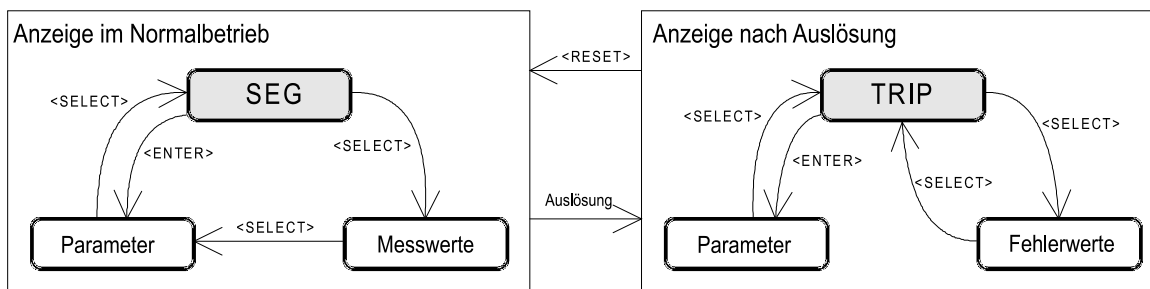 Anzeige im Normalbetrieb
SEG
<SELECT>
<ENTER>
<SELECT>
Parameter
<SELECT>
Messwerte
<RESET>
Auslösung
Anzeige nach Auslösung
TRIP
<SELECT>
<ENTER>
<SELECT>
<SELECT>
Parameter
Fehlerwerte